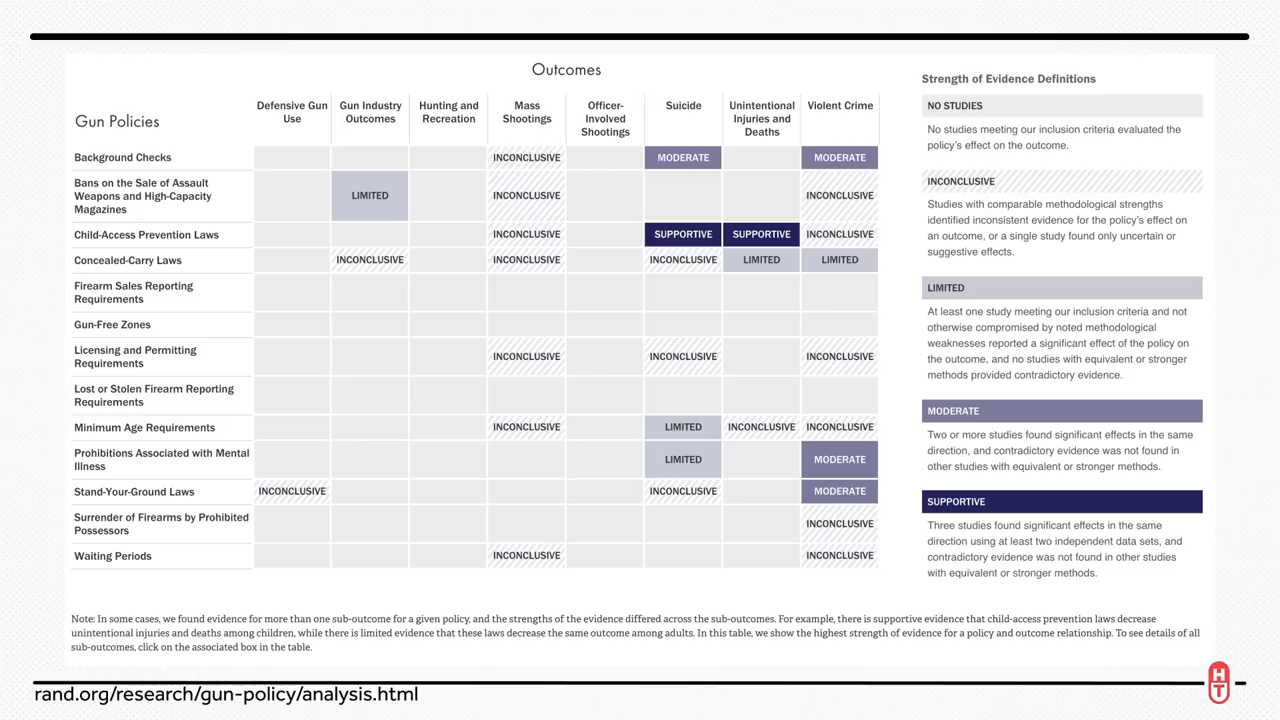 Outcomes
Gun Policies
Defensive Gun
Use
Gun Industry
Outcomes
Hunting and
Recreation
Mass
Shootings
Officer-
Involved
Shootings
Suicide
Unintentional
Injuries and
Deaths
Violent Crime
Background Checks
INCONCLUSIVE
MODERATE
MODERATE
Bans on the Sale of Assault
Weapons and High-Capacity
Magazines
LIMITED
INCONCLUSIVE
INCONCLUSIVE
Child-Access Prevention Laws
INCONCLUSIVE
SUPPORTIVE
SUPPORTIVE
INCONCLUSIVE
Concealed-Carry Laws
INCONCLUSIVE
INCONCLUSIVE
INCONCLUSIVE
LIMITED
LIMITED
Firearm Sales Reporting
Requirements
Gun-Free Zones
Licensing and Permitting
Requirements
INCONCLUSIVE
INCONCLUSIVE
INCONCLUSIVE
Lost or Stolen Firearm Reporting
Requirements
Minimum Age Requirements
INCONCLUSIVE
LIMITED
INCONCLUSIVE
INCONCLUSIVE
Prohibitions Associated with Mental
Illness
LIMITED
MODERATE
Stand-Your-Ground Laws
INCONCLUSIVE
INCONCLUSIVE
MODERATE
Surrender of Firearms by Prohibited
Possessors
INCONCLUSIVE
Waiting Periods
INCONCLUSIVE
INCONCLUSIVE
Strength of Evidence Definitions
NO STUDIES
No studies meeting our inclusion criteria evaluated the
policy's effect on the outcome.
INCONCLUSIVE
Studies with comparable methodological strengths
identified inconsistent evidence for the policy's effect on
an outcome, or a single study found only uncertain or
suggestive effects.
LIMITED
At least one study meeting our inclusion criteria and not
otherwise compromised by noted methodological
weaknesses reported a significant effect of the policy on
the outcome, and no studies with equivalent or stronger
methods provided contradictory evidence.
MODERATE
Two or more studies found significant effects in the same
direction, and contradictory evidence was not found in
other studies with equivalent or stronger methods.
SUPPORTIVE
Three studies found significant effects in the same
direction using at least two independent data sets, and
contradictory evidence was not found in other studies
with equivalent or stronger methods.
Note: In some cases, we found evidence for more than one sub-outcome for a given policy, and the strengths of the evidence differed across the sub-outcomes. For example, there is supportive evidence that child-access prevention laws decrease
unintentional injuries and deaths among children, while there is limited evidence that these laws decrease the same outcome among adults. In this table, we show the highest strength of evidence for a policy and outcome relationship. To see details of all
sub-outcomes, click on the associated box in the table.
rand.org/research/gun-policy/analysis.html
HT